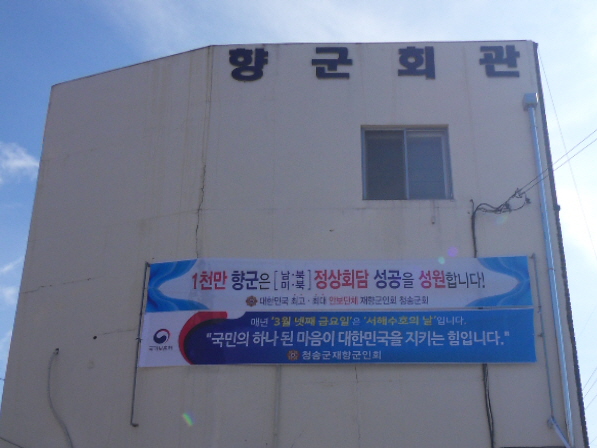 향군회관
1천만 향군은 [남·북 미·북] 정상회담 성공을 성원합니다!
대한민국 최고·최대 안보단체 재향군인회 청송군회
매년 '3월 넷째 금요일'은 '서해수호의 날'입니다.
"국민의 하나 된 마음이 대한민국을 지키는 힘입니다."
국가보훈처
청송군재향군인회